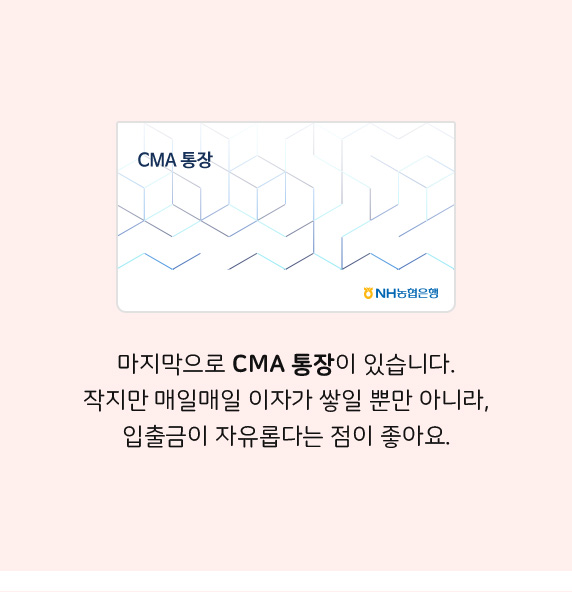 CMA 통장
NH농협은행
마지막으로 CMA 통장이 있습니다.
작지만 매일매일 이자가 쌓일 뿐만 아니라,
입출금이 자유롭다는 점이 좋아요.